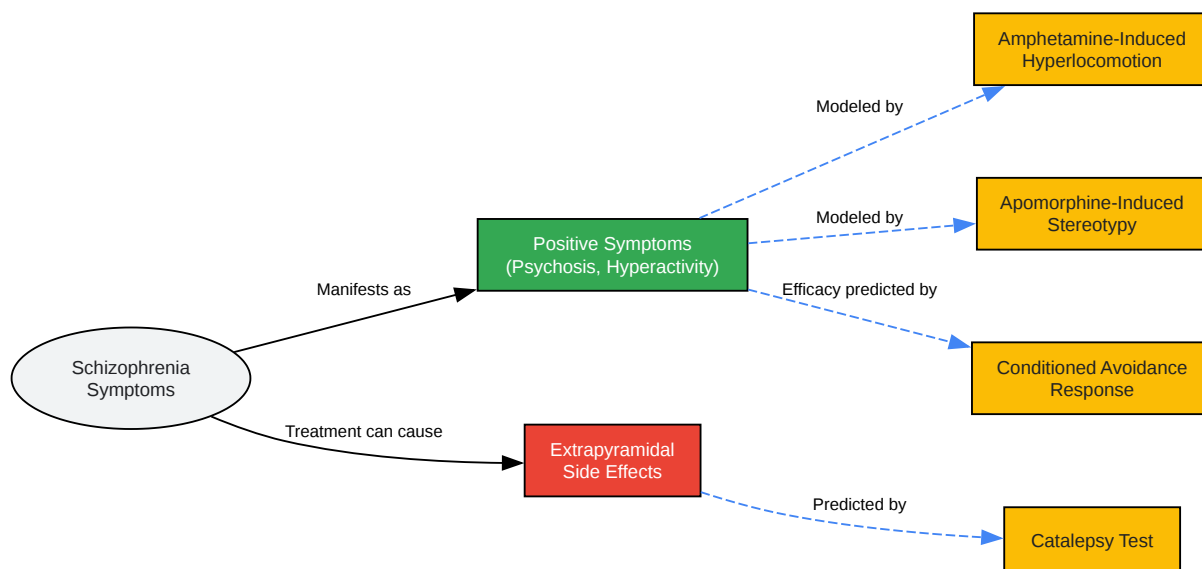 Amphetamine-Induced
Hyperlocomotion
Modeled by
Apomorphine-Induced
Stereotypy
Modeled by
Positive Symptoms
(Psychosis, Hyperactivity)
Manifests as
Efficacy predicted by
Conditioned Avoidance
Response
Schizophrenia
Symptoms
Treatment can cause
Extrapyramidal
Side Effects
Predicted by
Catalepsy Test